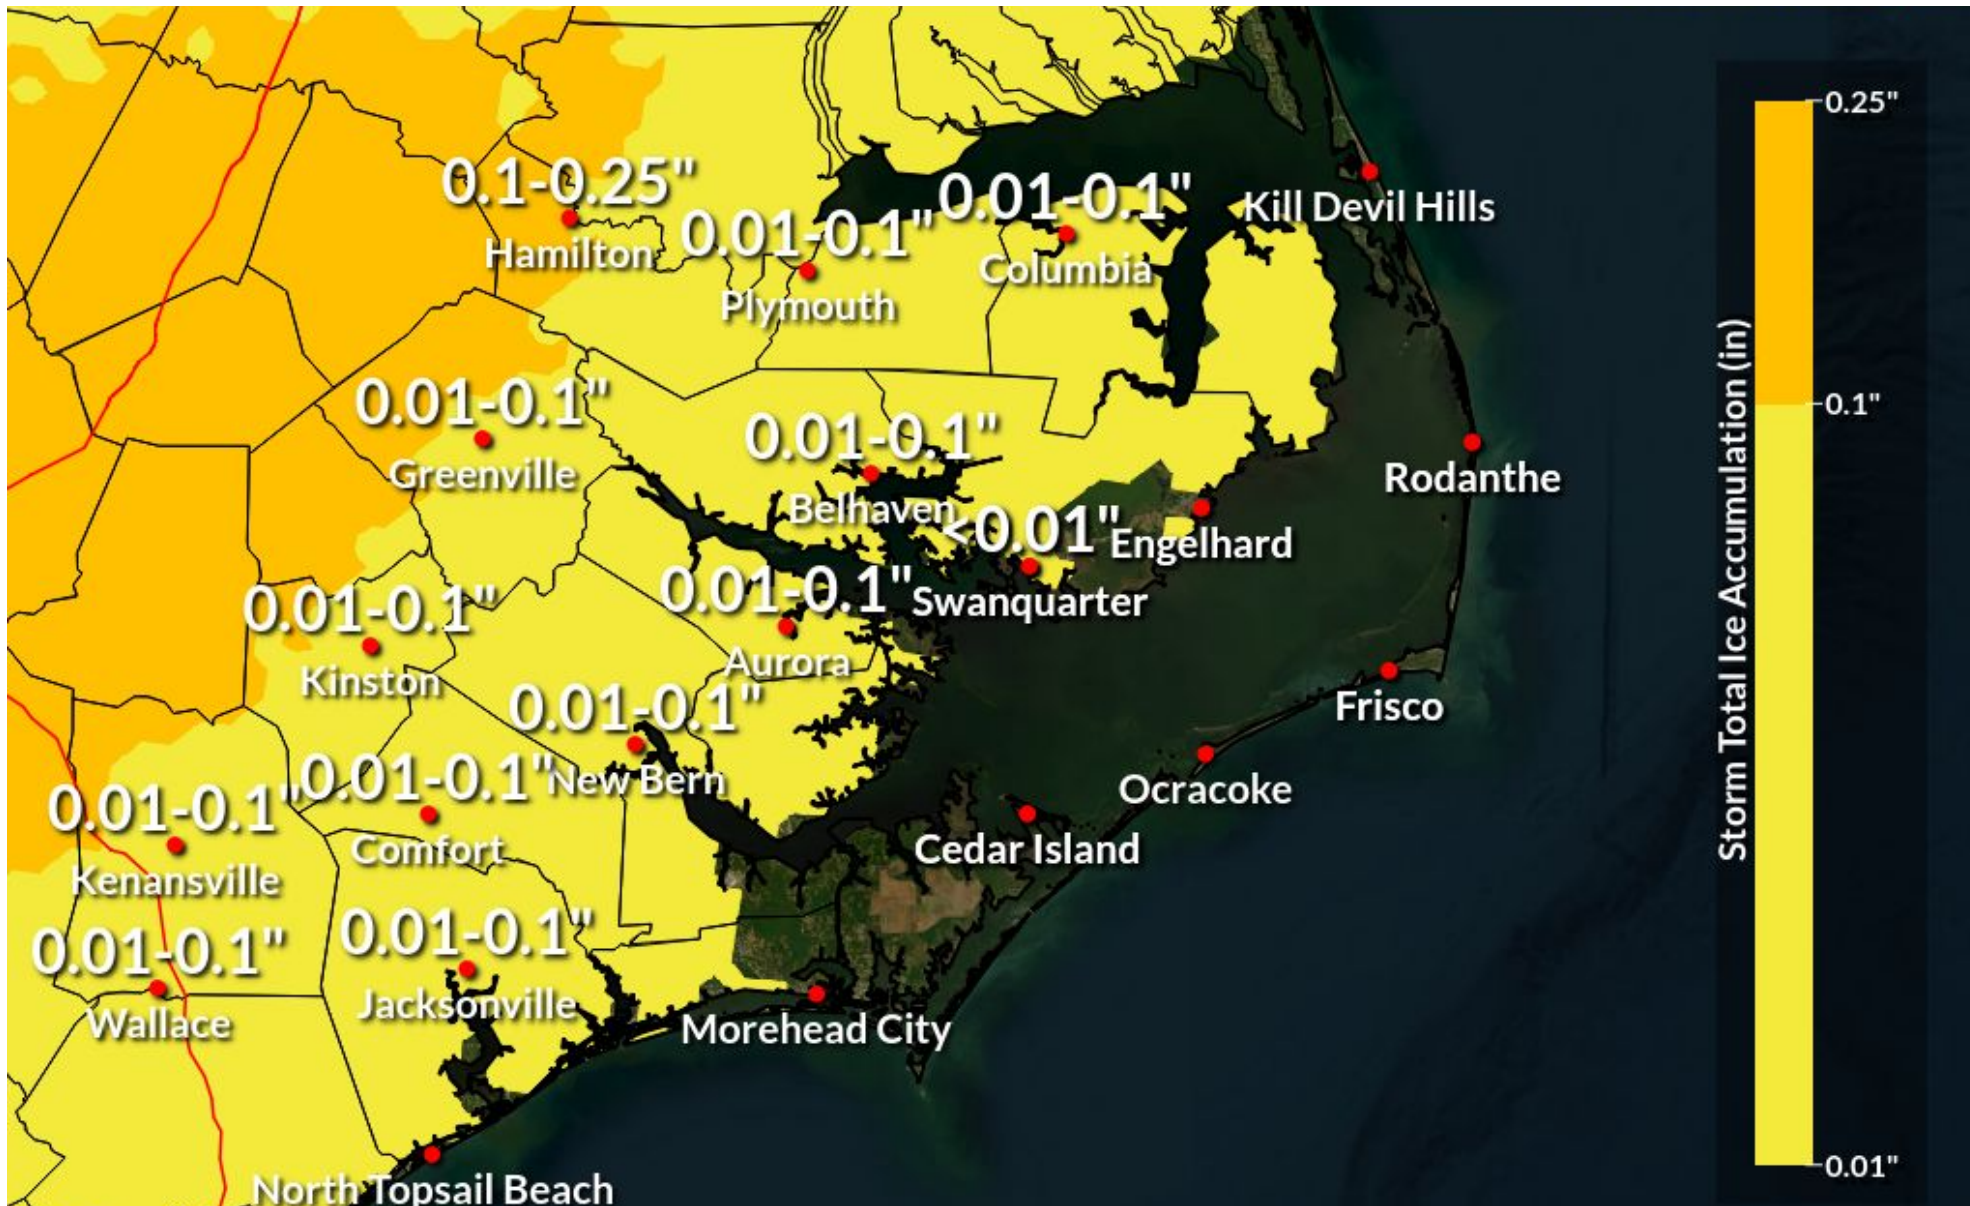 0.1-0.25"
Hamilton
0.01-0.1"
Plymouth
0.01-0.1"
Columbia
Kill Devil Hills
0.01-0.1"
Greenville
0.01-0.1"
Belhaven
Rodanthe
<0.01"
Swanquarter
Engelhard
0.01-0.1"
Aurora
0.01-0.1"
Kinston
0.01-0.1"
New Bern
Frisco
Ocracoke
0.01-0.1"
Kenansville
0.01-0.1"
Comfort
Cedar Island
0.01-0.1"
Wallace
0.01-0.1"
Jacksonville
Morehead City
North Topsail Beach
Storm Total Ice Accumulation (in)
0.25"
0.1"
0.01"